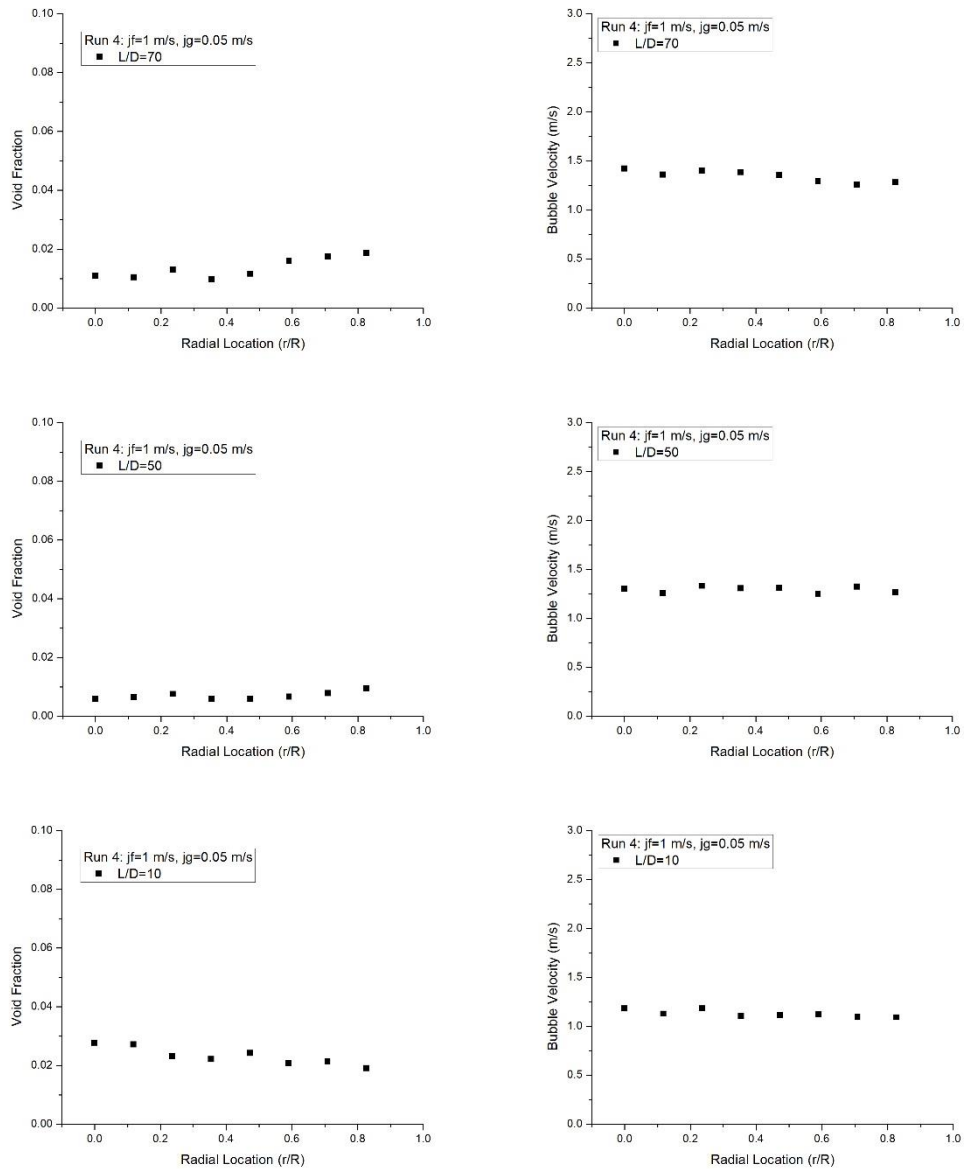 0.10
0.08
0.06
0.04
0.02
0.00
Void Fraction
Run 4: jf=1 m/s, jg=0.05 m/s
L/D=70
0.0 0.2 0.4 0.6 0.8 1.0
Radial Location (r/R)
3.0
2.5
2.0
1.5
1.0
0.5
0.0
Bubble Velocity (m/s)
Run 4: jf=1 m/s, jg=0.05 m/s
L/D=70
0.0 0.2 0.4 0.6 0.8 1.0
Radial Location (r/R)
0.10
0.08
0.06
0.04
0.02
0.00
Void Fraction
Run 4: jf=1 m/s, jg=0.05 m/s
L/D=50
0.0 0.2 0.4 0.6 0.8 1.0
Radial Location (r/R)
3.0
2.5
2.0
1.5
1.0
0.5
0.0
Bubble Velocity (m/s)
Run 4: jf=1 m/s, jg=0.05 m/s
L/D=50
0.0 0.2 0.4 0.6 0.8 1.0
Radial Location (r/R)
0.10
0.08
0.06
0.04
0.02
0.00
Void Fraction
Run 4: jf=1 m/s, jg=0.05 m/s
L/D=10
0.0 0.2 0.4 0.6 0.8 1.0
Radial Location (r/R)
3.0
2.5
2.0
1.5
1.0
0.5
0.0
Bubble Velocity (m/s)
Run 4: jf=1 m/s, jg=0.05 m/s
L/D=10
0.0 0.2 0.4 0.6 0.8 1.0
Radial Location (r/R)